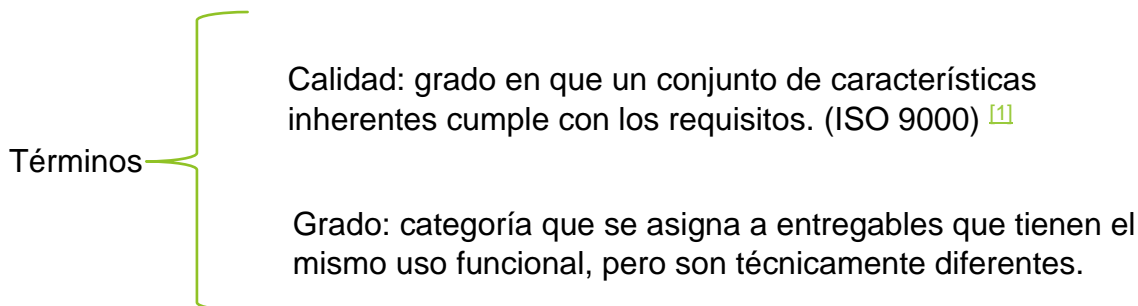 Calidad: grado en que un conjunto de características
inherentes cumple con los requisitos. (ISO 9000) [1]
Términos
Grado: categoría que se asigna a entregables que tienen el
mismo uso funcional, pero son técnicamente diferentes.